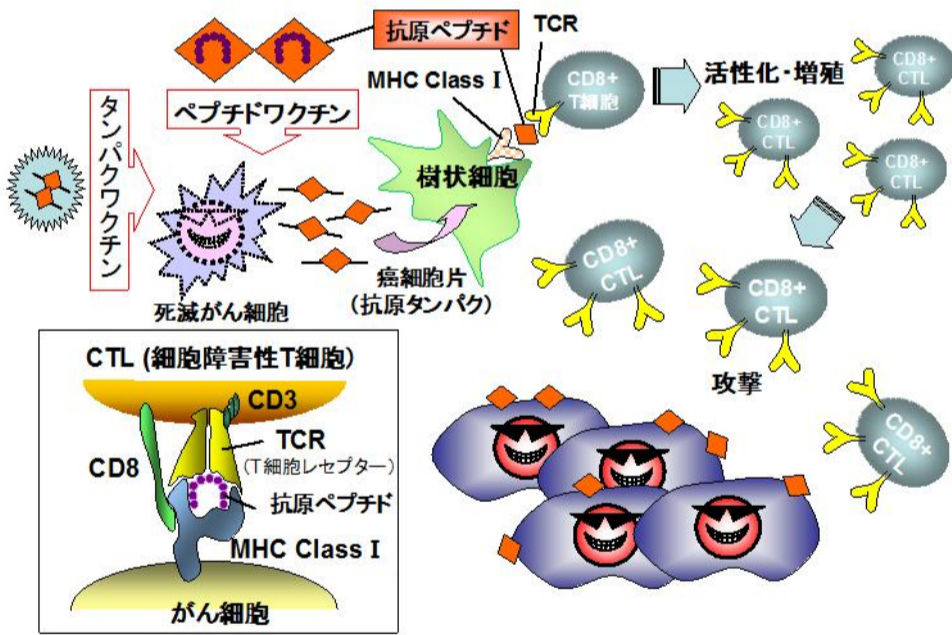 抗原ペプチド
TCR
MHC Class I
CD8+
T細胞
活性化・増殖
CD8+
CTL
CD8+
CTL
CD8+
CTL
タンパクワクチン
ペプチドワクチン
樹状細胞
死滅がん細胞
癌細胞片
(抗原タンパク)
CD8+
CTL
CD8+
CTL
攻撃
CD8+
CTL
CTL (細胞障害性T細胞)
CD3
TCR
(T細胞レセプター)
CD8
抗原ペプチド
MHC Class I
がん細胞